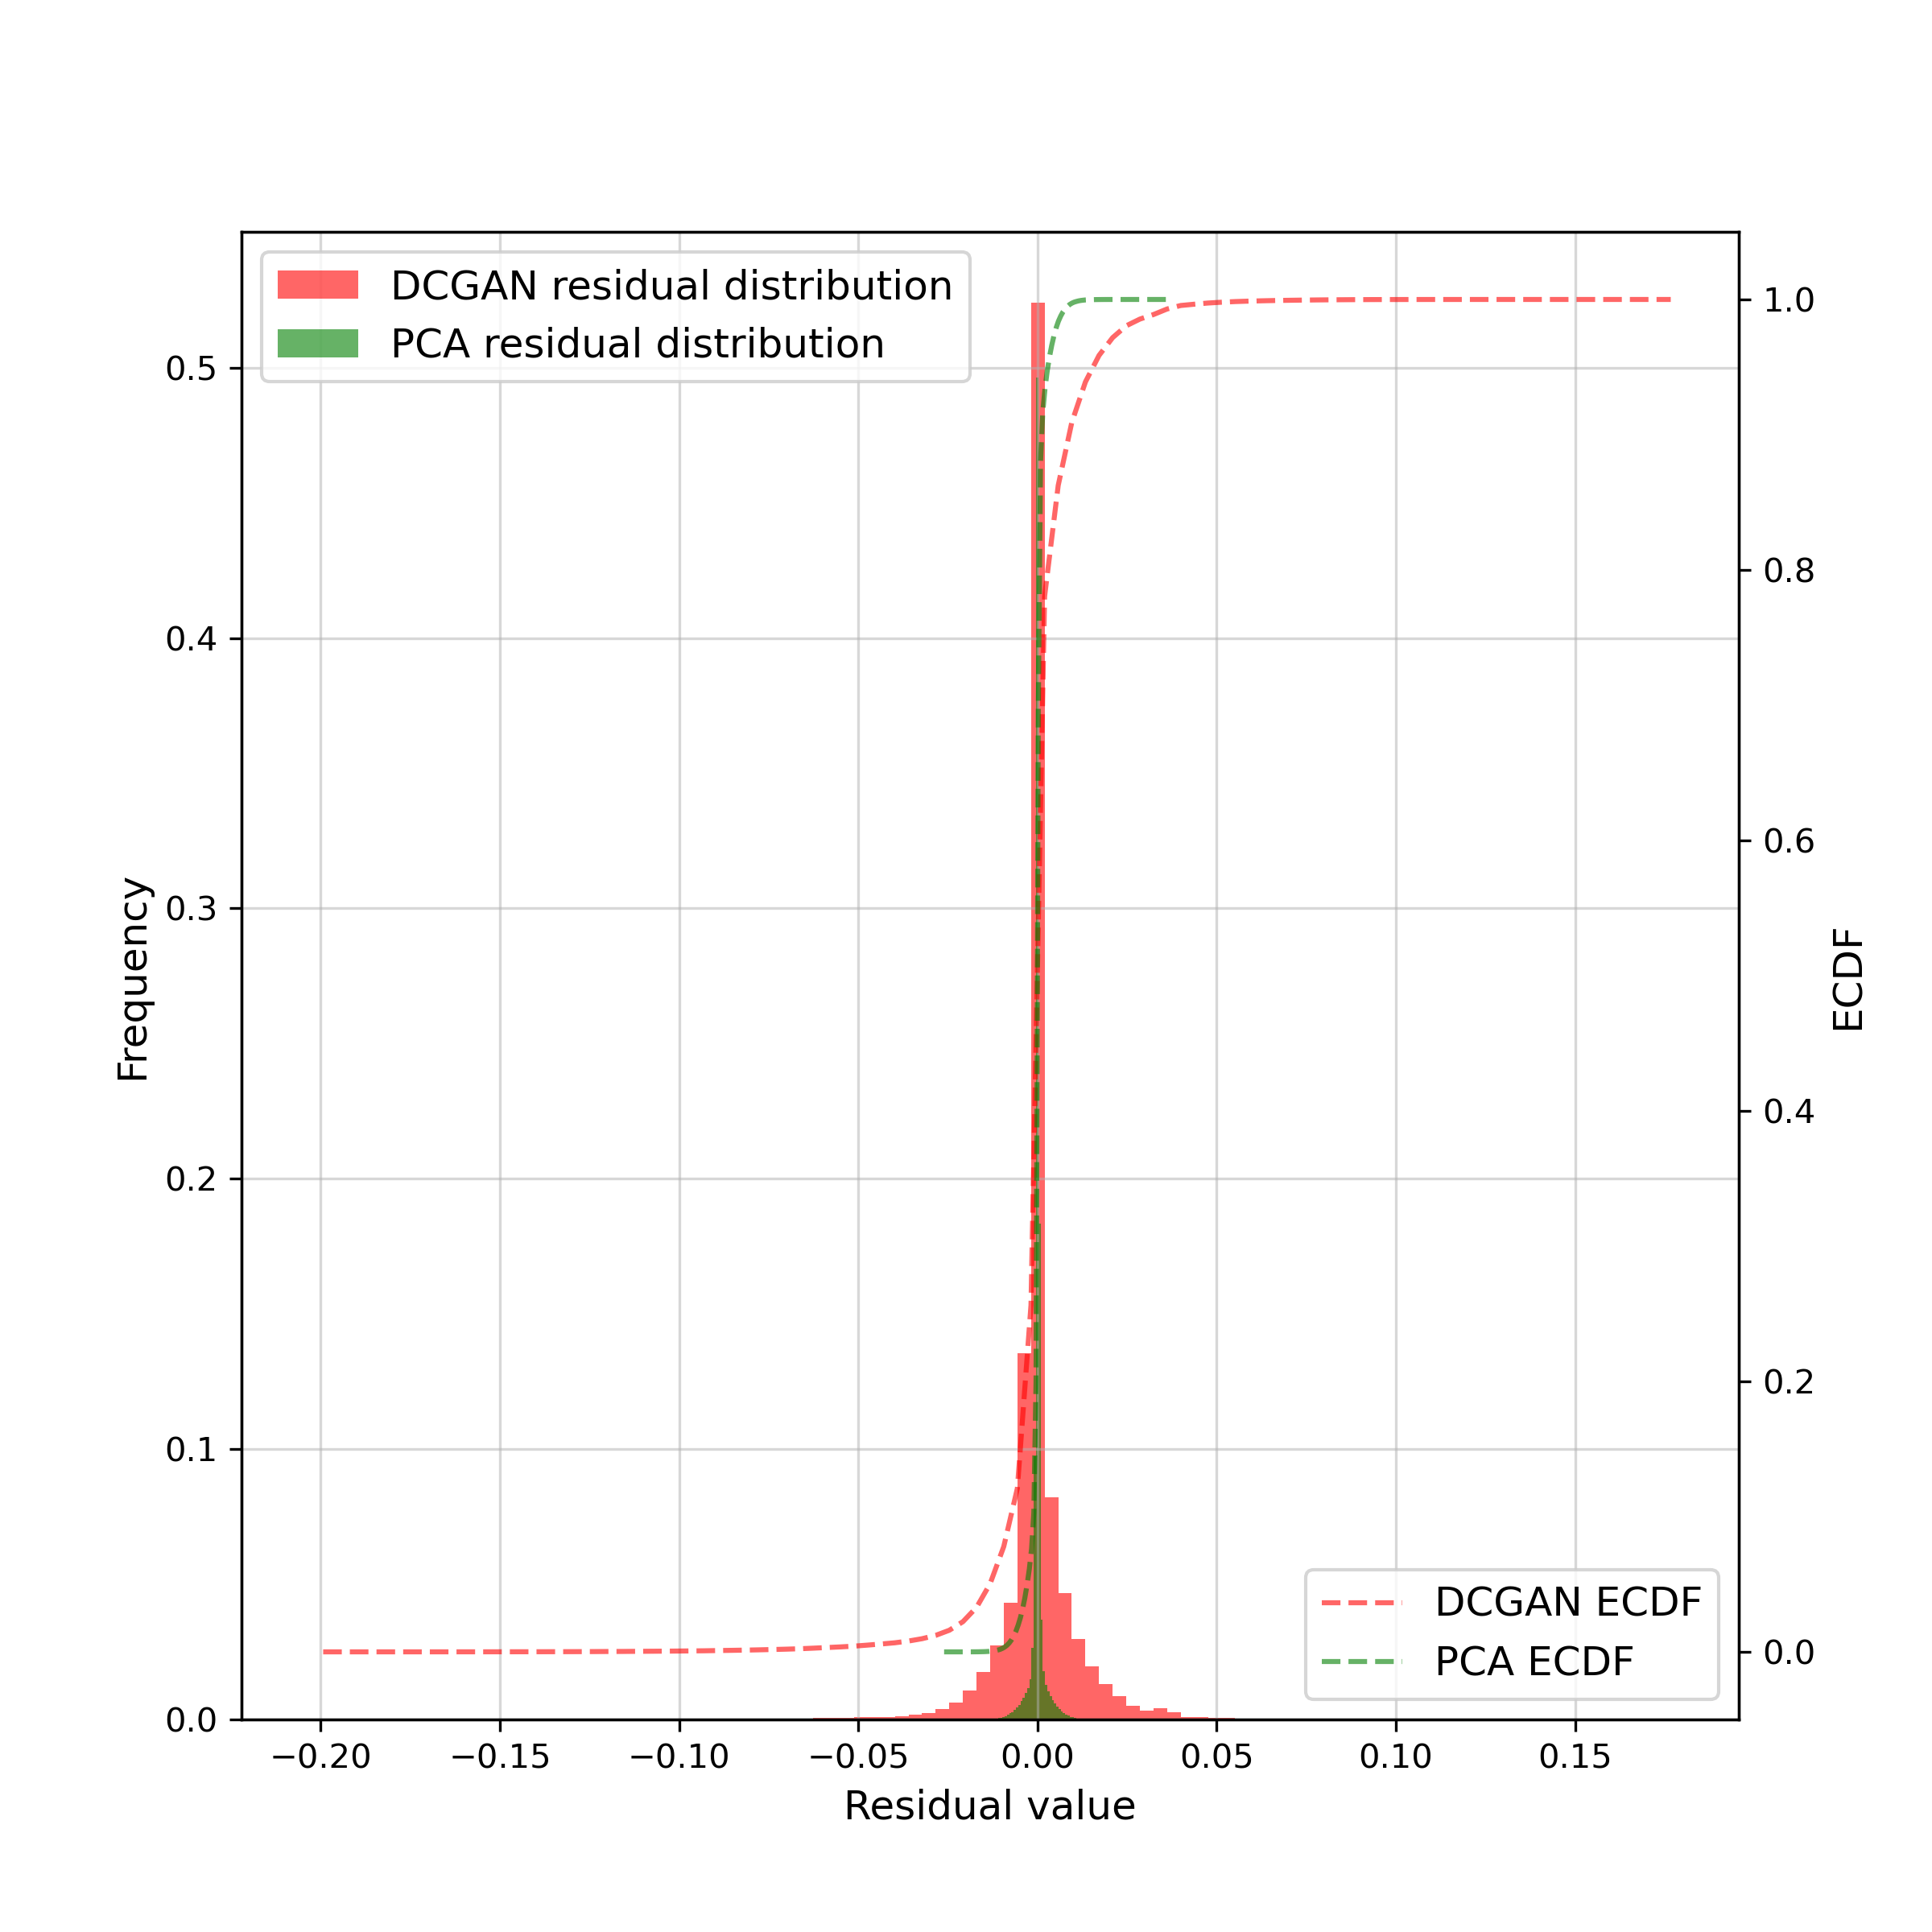 DCGAN residual distribution
PCA residual distribution
0.5
0.4
0.3
0.2
0.1
0.0
Frequency
1.0
0.8
0.6
0.4
0.2
0.0
ECDF
DCGAN ECDF
PCA ECDF
−0.20 −0.15 −0.10 −0.05 0.00 0.05 0.10 0.15
Residual value